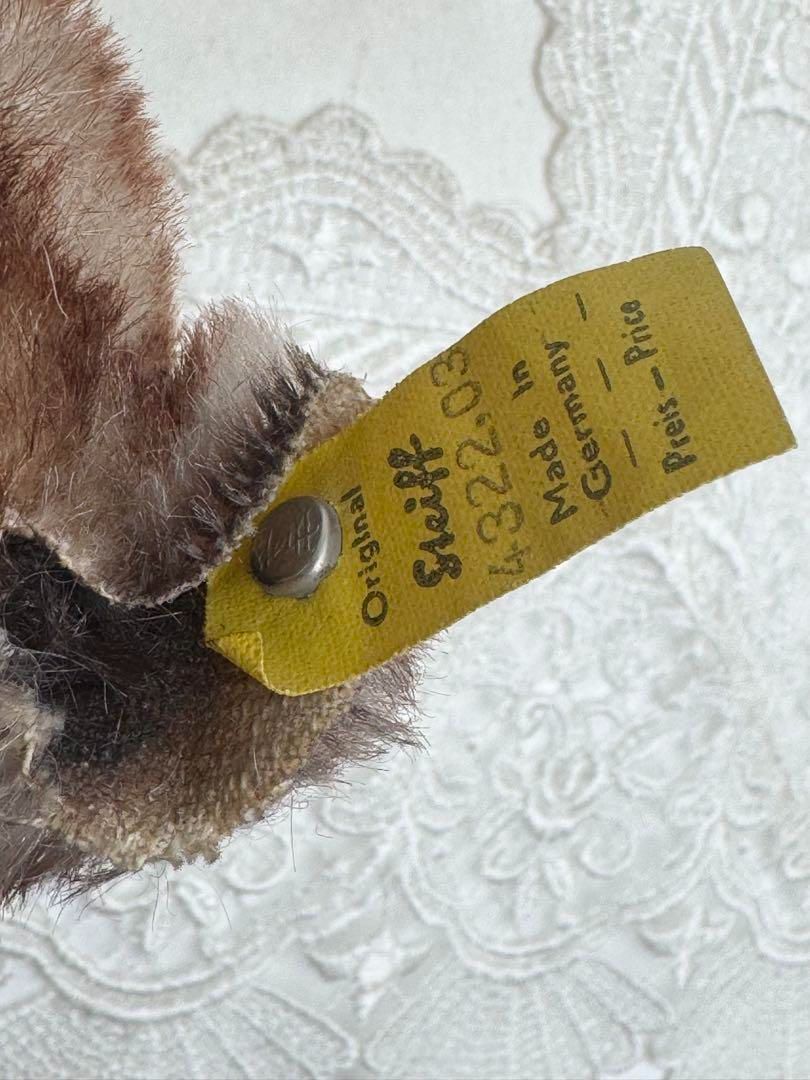 Original
Steiff
4322,03
Made in
Germany
Preis – Price